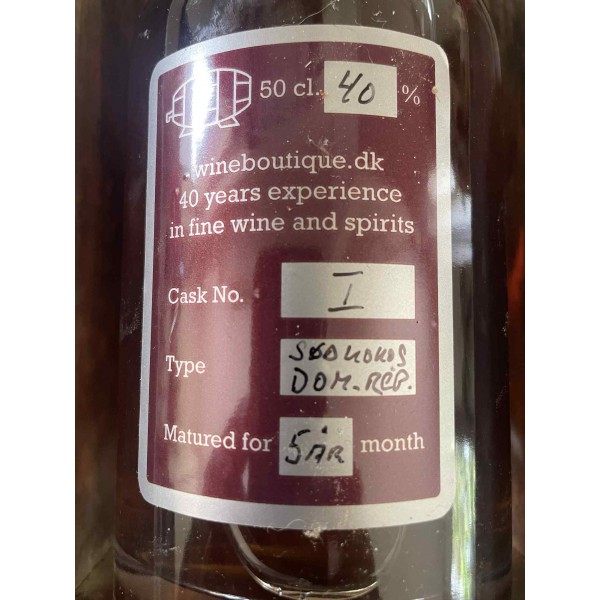 50 cl. 40 %
wineboutique.dk
40 years experience
in fine wine and spirits
Cask No. I
Type SØD KOKOS
DOM. REP.
Matured for 5 ÅR month